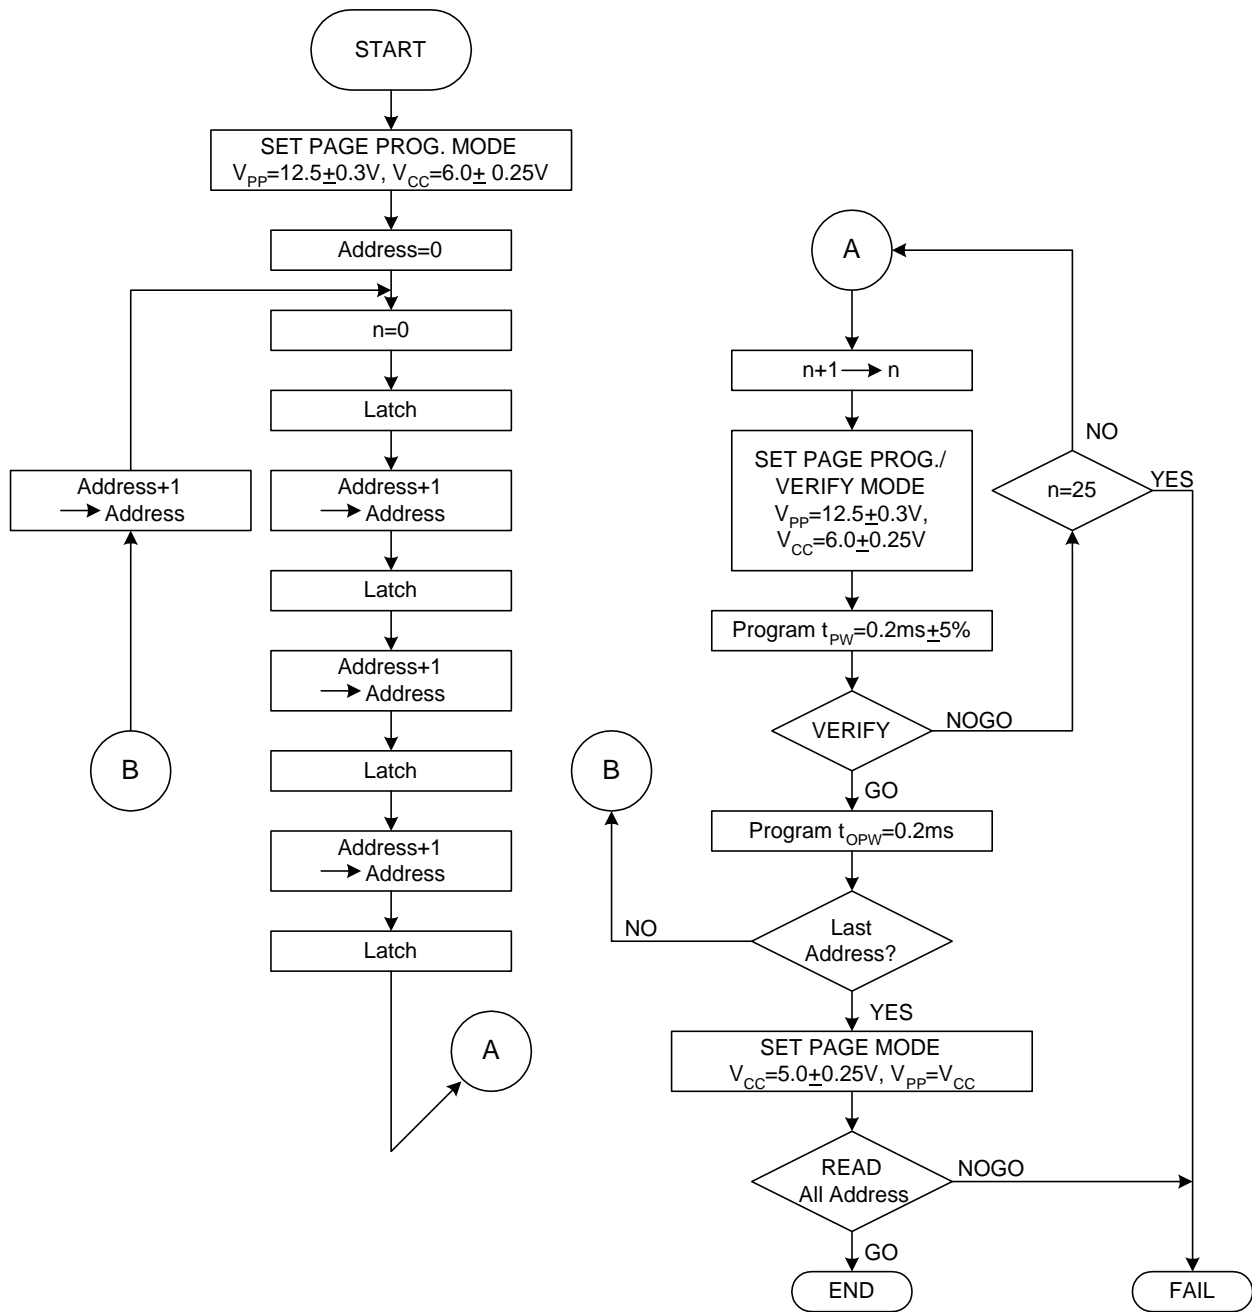 START
SET PAGE PROG. MODE
VPP=12.5±0.3V, VCC=6.0± 0.25V
Address=0
n=0
Latch
Address+1
→ Address
Latch
Address+1
→ Address
Latch
Address+1
→ Address
Latch
A
Address+1
→ Address
B
A
n+1 → n
SET PAGE PROG./
VERIFY MODE
VPP=12.5±0.3V,
VCC=6.0±0.25V
Program tPW=0.2ms±5%
VERIFY
NOGO
GO
n=25
NO
YES
Program tOPW=0.2ms
Last
Address?
NO
B
YES
SET PAGE MODE
VCC=5.0±0.25V, VPP=VCC
READ
All Address
NOGO
GO
END
FAIL